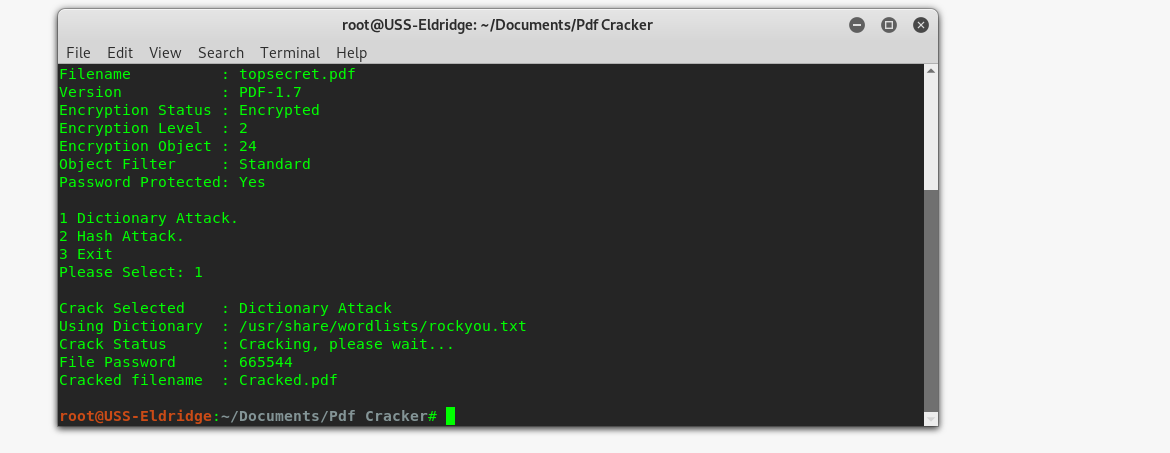 root@USS-Eldridge: ~/Documents/Pdf Cracker
File Edit View Search Terminal Help
Filename : topsecret.pdf
Version : PDF-1.7
Encryption Status : Encrypted
Encryption Level : 2
Encryption Object : 24
Object Filter : Standard
Password Protected: Yes
1 Dictionary Attack.
2 Hash Attack.
3 Exit
Please Select: 1
Crack Selected : Dictionary Attack
Using Dictionary : /usr/share/wordlists/rockyou.txt
Crack Status : Cracking, please wait...
File Password : 665544
Cracked filename : Cracked.pdf
root@USS-Eldridge:~/Documents/Pdf Cracker#